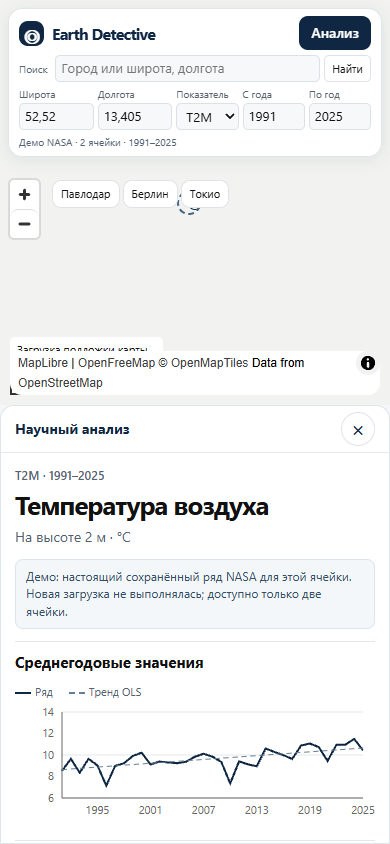 Earth Detective
Анализ
Поиск
Город или широта, долгота
Найти
Широта
Долгота
Показатель
С года
По год
52,52
13,405
T2M
1991
2025
Демо NASA · 2 ячейки · 1991–2025
+
Павлодар
Берлин
Токио
−
Загрузка подложки карты
MapLibre | OpenFreeMap © OpenMapTiles Data from
OpenStreetMap
Научный анализ
×
T2M · 1991–2025
Температура воздуха
На высоте 2 м · °C
Демо: настоящий сохранённый ряд NASA для этой ячейки.
Новая загрузка не выполнялась; доступно только две
ячейки.
Среднегодовые значения
Ряд
Тренд OLS
14
12
10
8
6
1995
2001
2007
2013
2019
2025